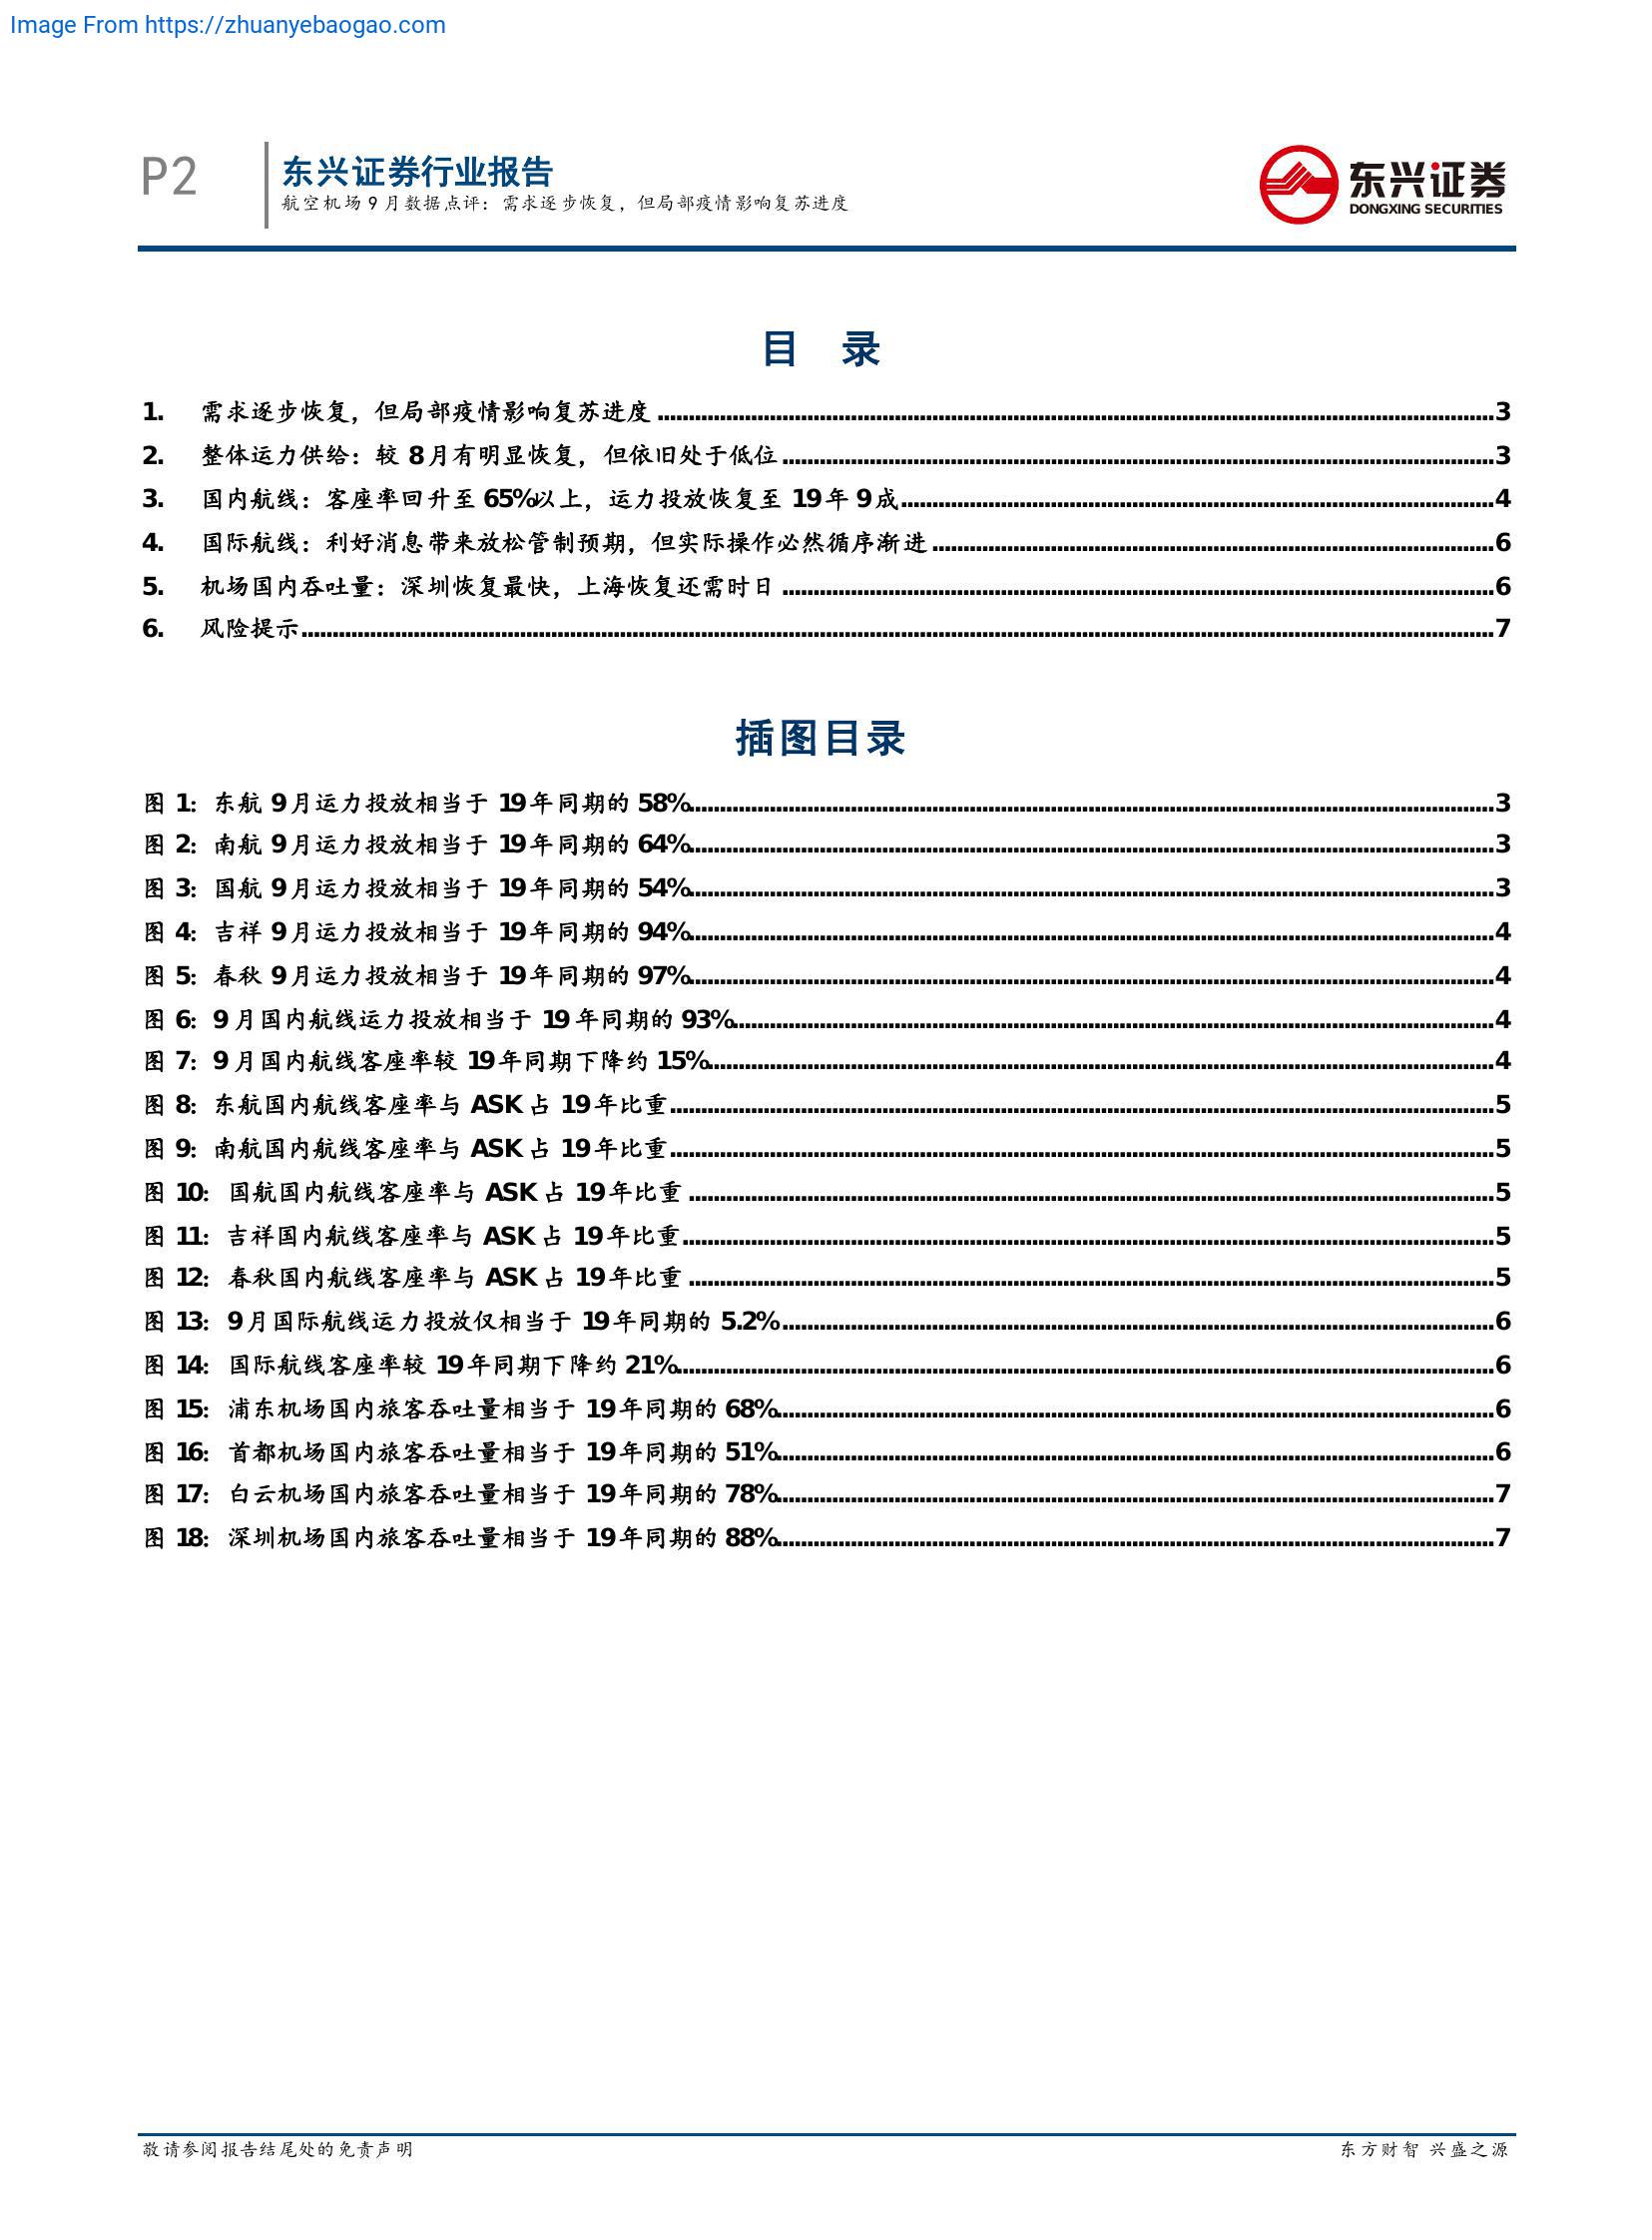 Image From https://zhuanyebaogao.com
P2
东兴证券行业报告
航空机场 9 月数据点评：需求逐步恢复，但局部疫情影响复苏进度
东兴证券
DONGXING SECURITIES
目 录
1. 需求逐步恢复，但局部疫情影响复苏进度 ........ 3
2. 整体运力供给：较 8 月有明显恢复，但依旧处于低位 ........ 3
3. 国内航线：客座率回升至 65%以上，运力投放恢复至 19 年 9 成 ........ 4
4. 国际航线：利好消息带来放松管制预期，但实际操作必然循序渐进 ........ 6
5. 机场国内吞吐量：深圳恢复最快，上海恢复还需时日 ........ 6
6. 风险提示 ........ 7
插图目录
图 1：东航 9 月运力投放相当于 19 年同期的 58% ........ 3
图 2：南航 9 月运力投放相当于 19 年同期的 64% ........ 3
图 3：国航 9 月运力投放相当于 19 年同期的 54% ........ 3
图 4：吉祥 9 月运力投放相当于 19 年同期的 94% ........ 4
图 5：春秋 9 月运力投放相当于 19 年同期的 97% ........ 4
图 6：9 月国内航线运力投放相当于 19 年同期的 93% ........ 4
图 7：9 月国内航线客座率较 19 年同期下降约 15% ........ 4
图 8：东航国内航线客座率与 ASK 占 19 年比重 ........ 5
图 9：南航国内航线客座率与 ASK 占 19 年比重 ........ 5
图 10：国航国内航线客座率与 ASK 占 19 年比重 ........ 5
图 11：吉祥国内航线客座率与 ASK 占 19 年比重 ........ 5
图 12：春秋国内航线客座率与 ASK 占 19 年比重 ........ 5
图 13：9 月国际航线运力投放仅相当于 19 年同期的 5.2% ........ 6
图 14：国际航线客座率较 19 年同期下降约 21% ........ 6
图 15：浦东机场国内旅客吞吐量相当于 19 年同期的 68% ........ 6
图 16：首都机场国内旅客吞吐量相当于 19 年同期的 51% ........ 6
图 17：白云机场国内旅客吞吐量相当于 19 年同期的 78% ........ 7
图 18：深圳机场国内旅客吞吐量相当于 19 年同期的 88% ........ 7
敬请参阅报告结尾处的免责声明
东方财智 兴盛之源